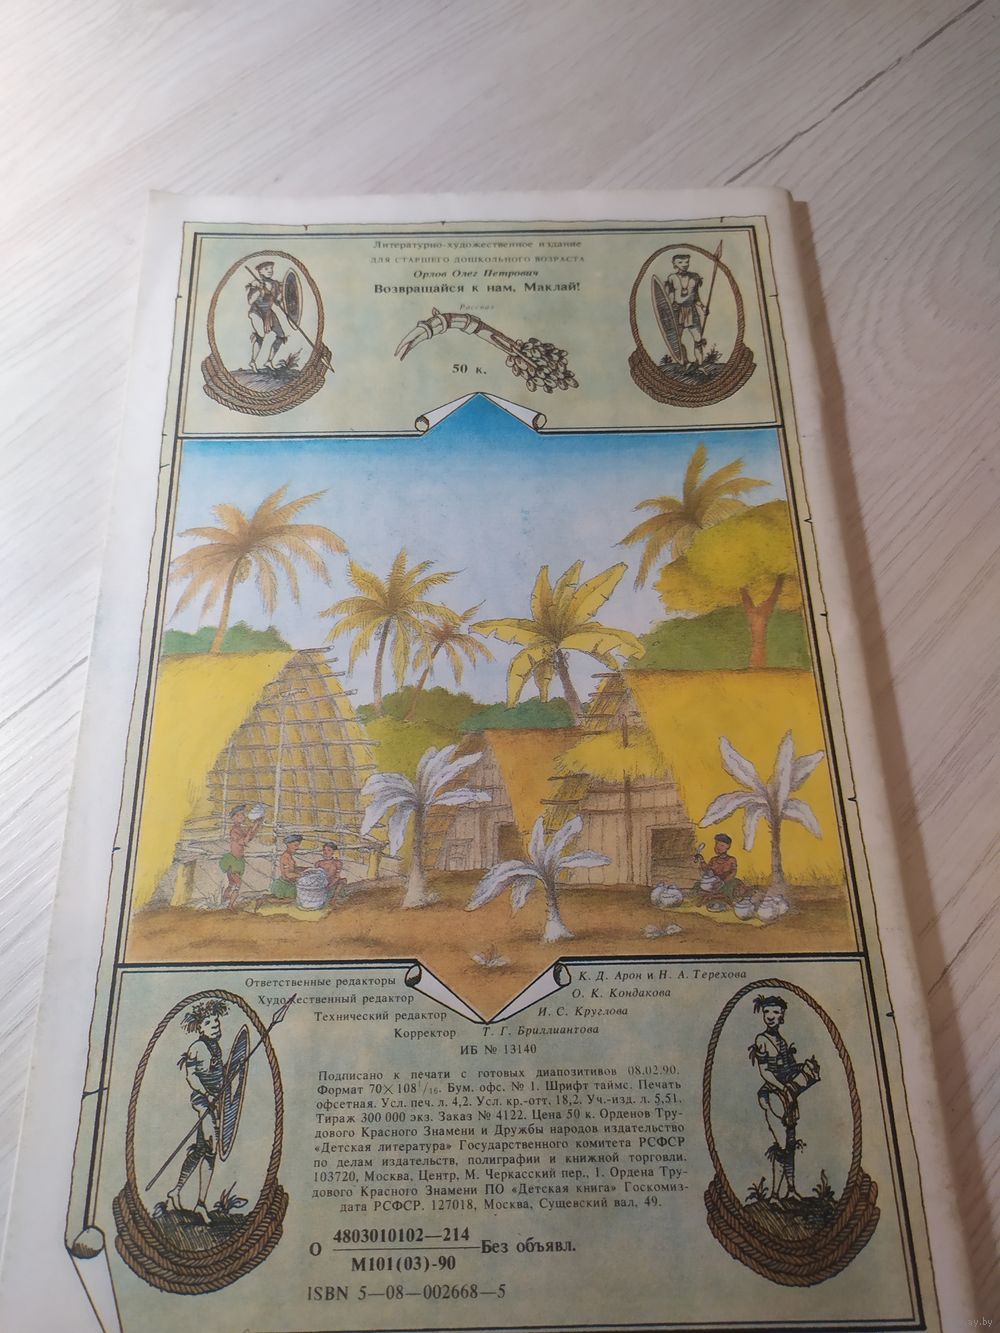 Литературно-художественное издание
ДЛЯ СТАРШЕГО ДОШКОЛЬНОГО ВОЗРАСТА
Орлов Олег Петрович
Возвращайся к нам, Маклай!
Рассказ
50 к.
Ответственные редакторы К. Д. Арон и Н. А. Терехова
Художественный редактор О. К. Кондакова
Технический редактор И. С. Круглова
Корректор Т. Г. Бриллиантова
ИБ № 13140
Подписано к печати с готовых диапозитивов 08.02.90.
Формат 70×108 1/16. Бум. офс. № 1. Шрифт таймс. Печать
офсетная. Усл. печ. л. 4,2. Усл. кр.-отт. 18,2. Уч.-изд. л. 5,51.
Тираж 300 000 экз. Заказ № 4122. Цена 50 к. Орденов Тру-
дового Красного Знамени и Дружбы народов издательство
«Детская литература» Государственного комитета РСФСР
по делам издательств, полиграфии и книжной торговли.
103720, Москва, Центр, М. Черкасский пер., 1. Ордена Тру-
дового Красного Знамени ПО «Детская книга» Госкомиз-
дата РСФСР. 127018, Москва, Сущевский вал, 49.
О 4803010102—214 Без объявл.
М101(03)-90
ISBN 5—08—002668—5
ay.by